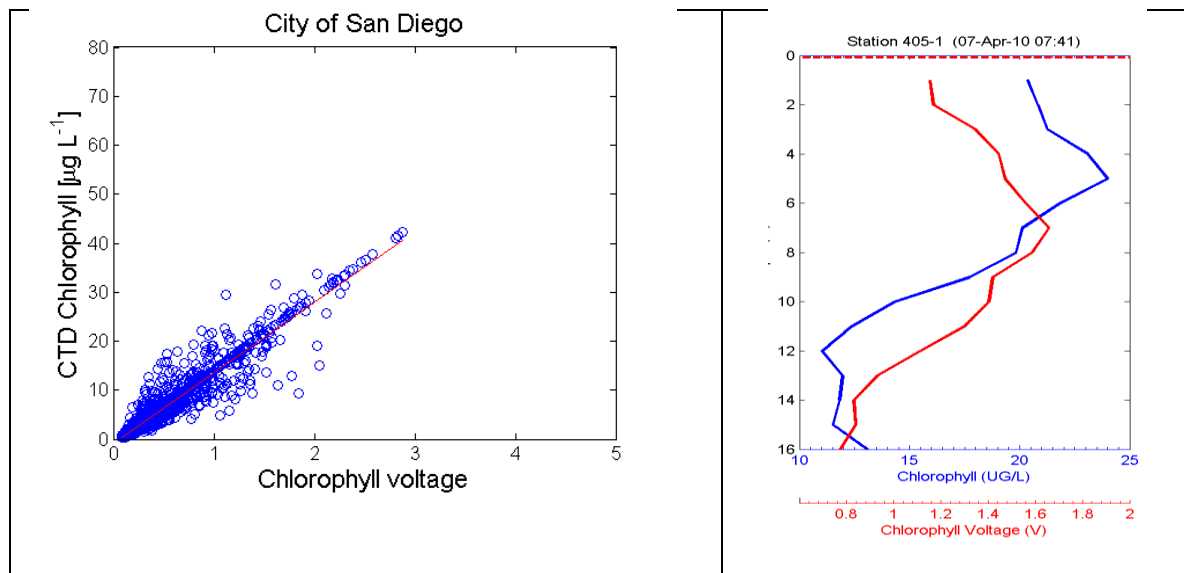 City of San Diego
CTD Chlorophyll [µg L-1]
80
70
60
50
40
30
20
10
0
0 1 2 3 4 5
Chlorophyll voltage
Station 405-1 (07-Apr-10 07:41)
0
2
4
6
8
10
12
14
16
10 15 20 25
Chlorophyll (UG/L)
0.8 1 1.2 1.4 1.6 1.8 2
Chlorophyll Voltage (V)